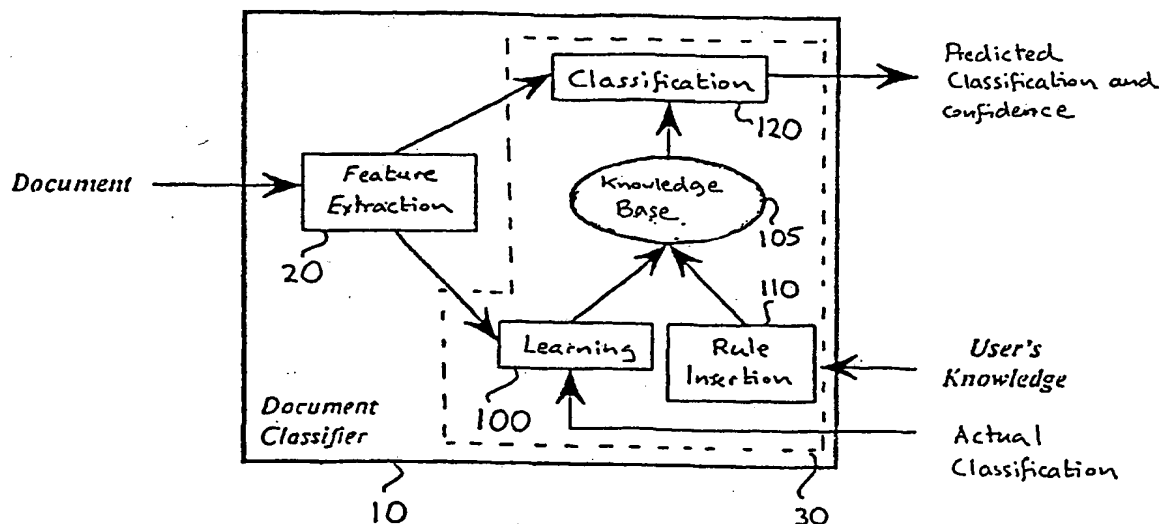 Predicted
Classification and
confidence
Classification
120
Document
Feature
Extraction
20
Knowledge
Base
105
110
Learning
100
Rule
Insertion
User's
Knowledge
Document
Classifier
Actual
Classification
10
30